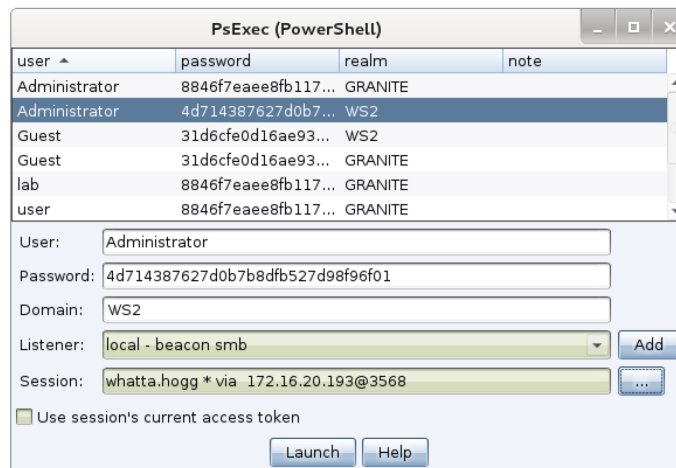 PsExec (PowerShell)
user password realm note
Administrator 8846f7eaee8fb117... GRANITE
Administrator 4d714387627d0b7... WS2
Guest 31d6cfe0d16ae93... WS2
Guest 31d6cfe0d16ae93... GRANITE
lab 8846f7eaee8fb117... GRANITE
user 8846f7eaee8fb117... GRANITE
User: Administrator
Password: 4d714387627d0b7b8dfb527d98f96f01
Domain: WS2
Listener: local - beacon smb Add
Session: whatta.hogg * via 172.16.20.193@3568 ...
Use session's current access token
Launch Help